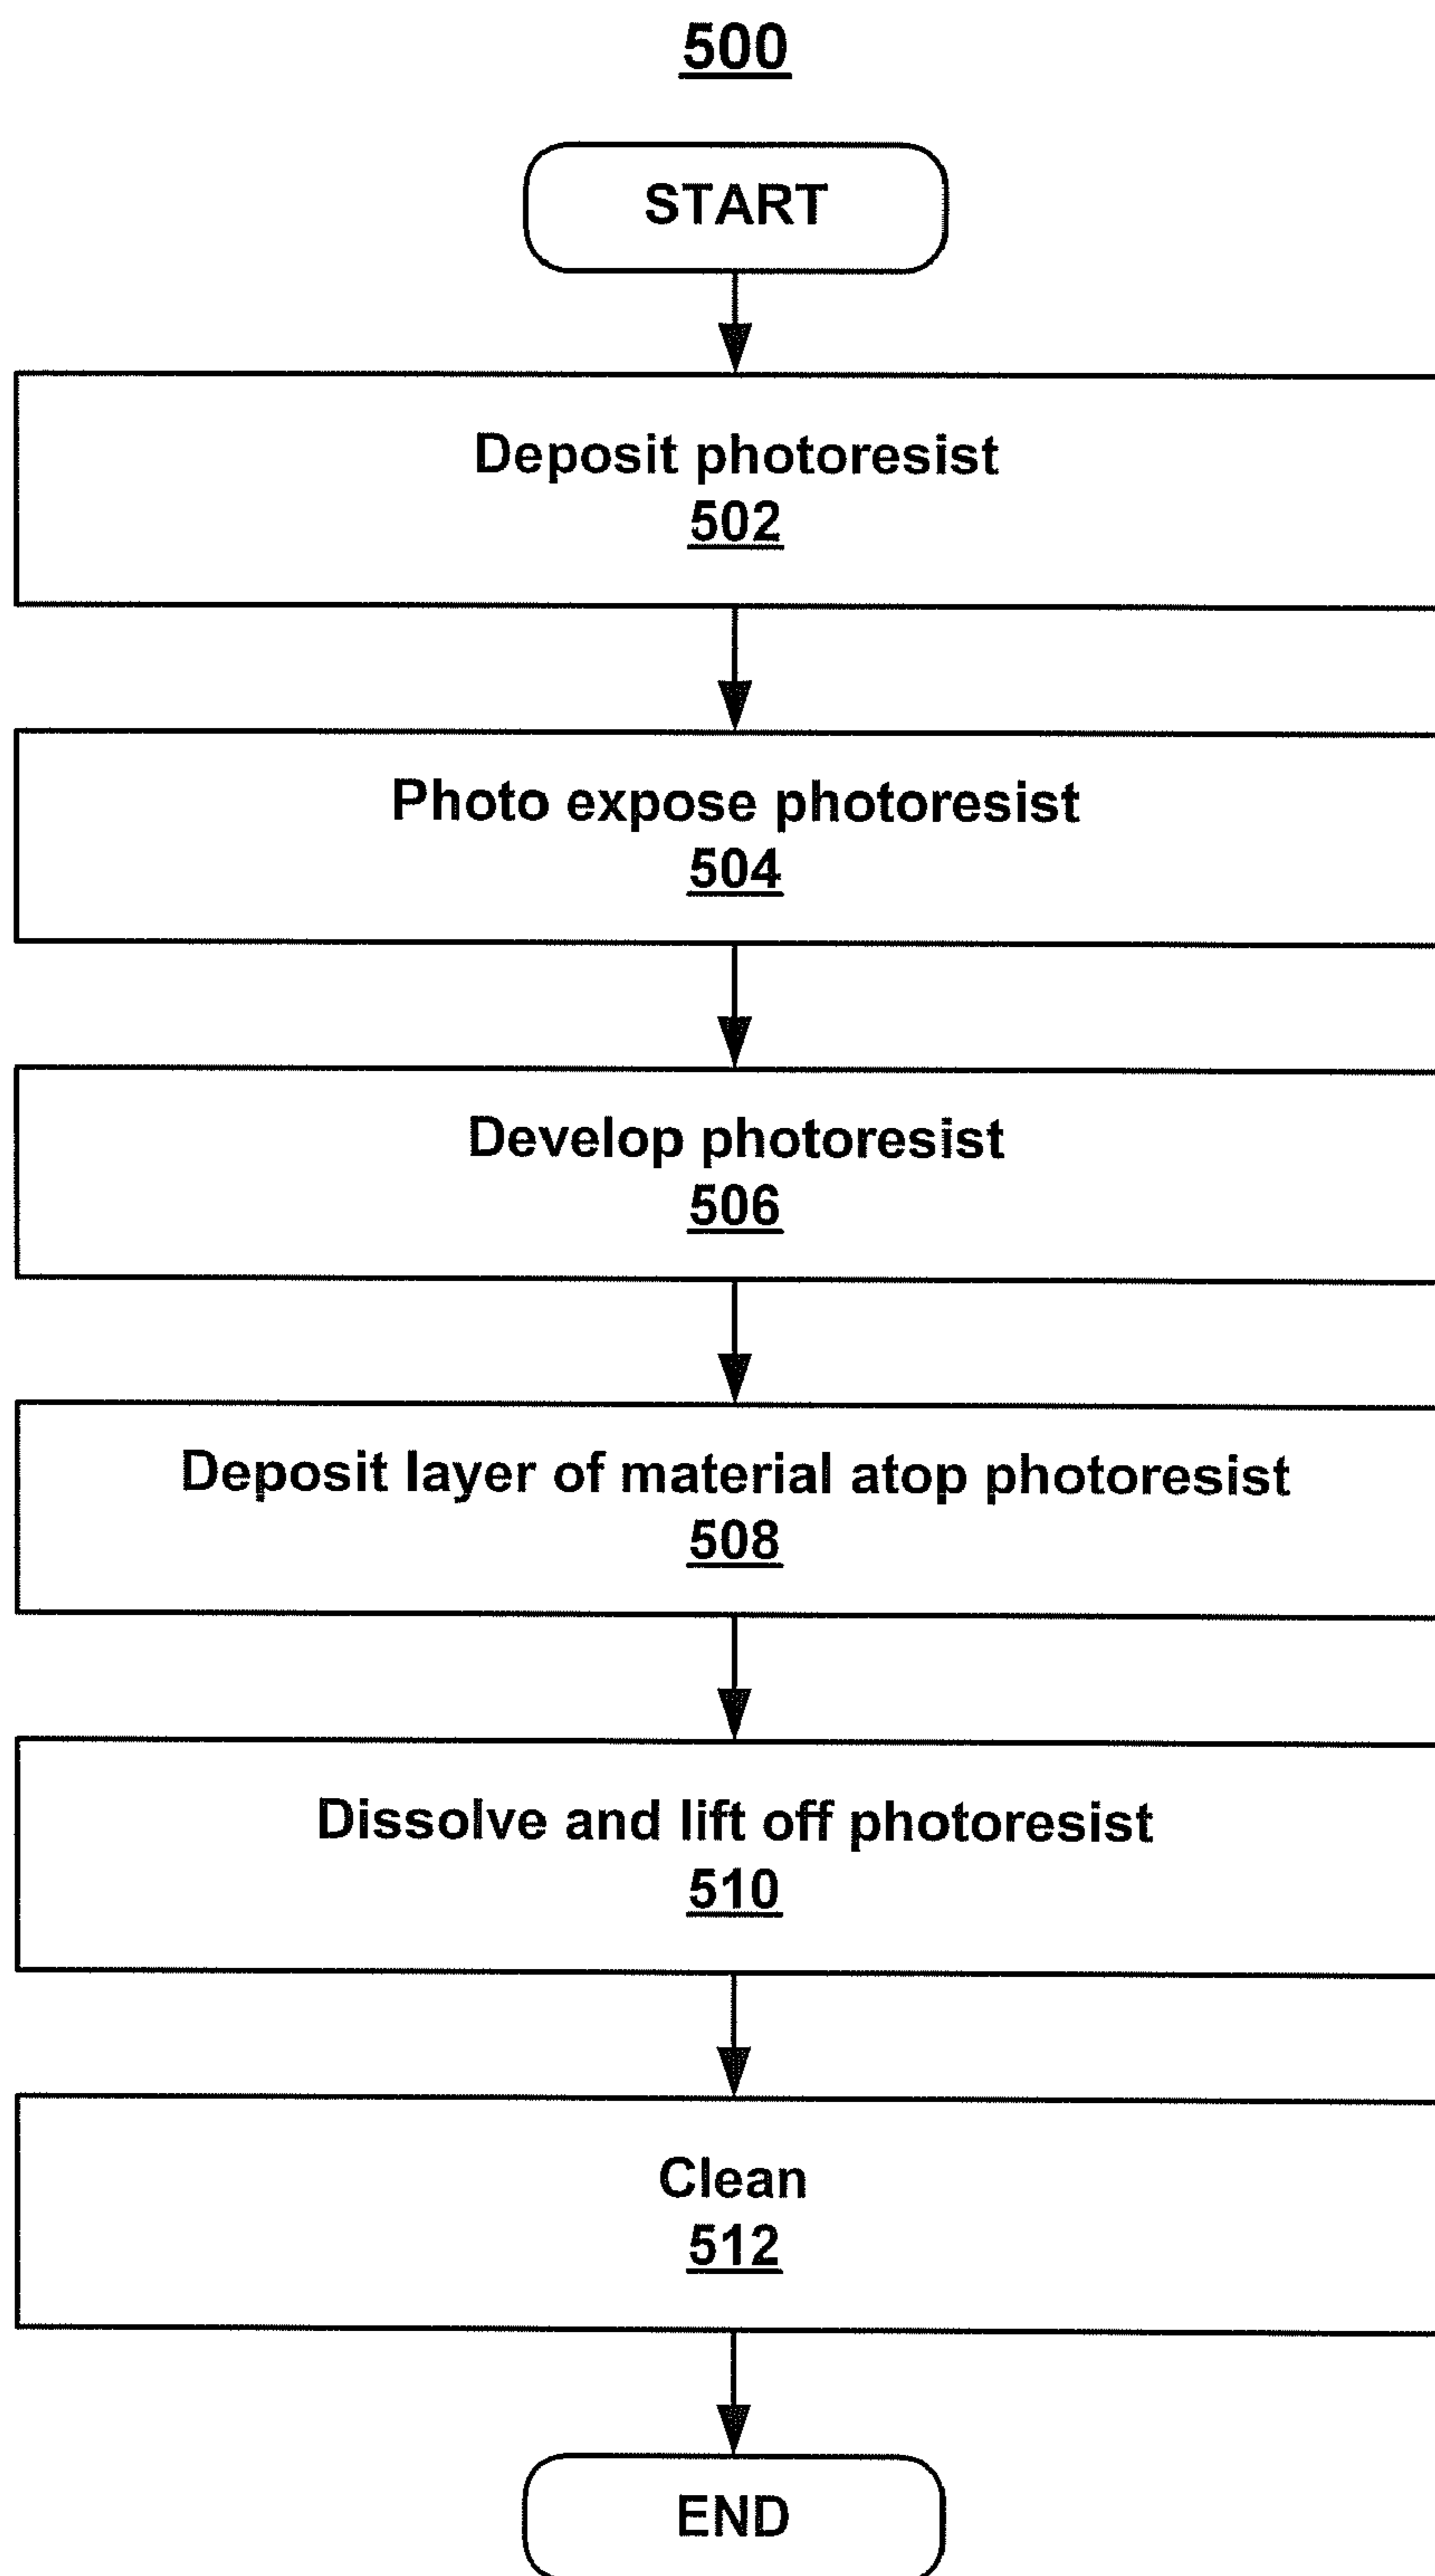 500
START
Deposit photoresist
502
Photo expose photoresist
504
Develop photoresist
506
Deposit layer of material atop photoresist
508
Dissolve and lift off photoresist
510
Clean
512
END